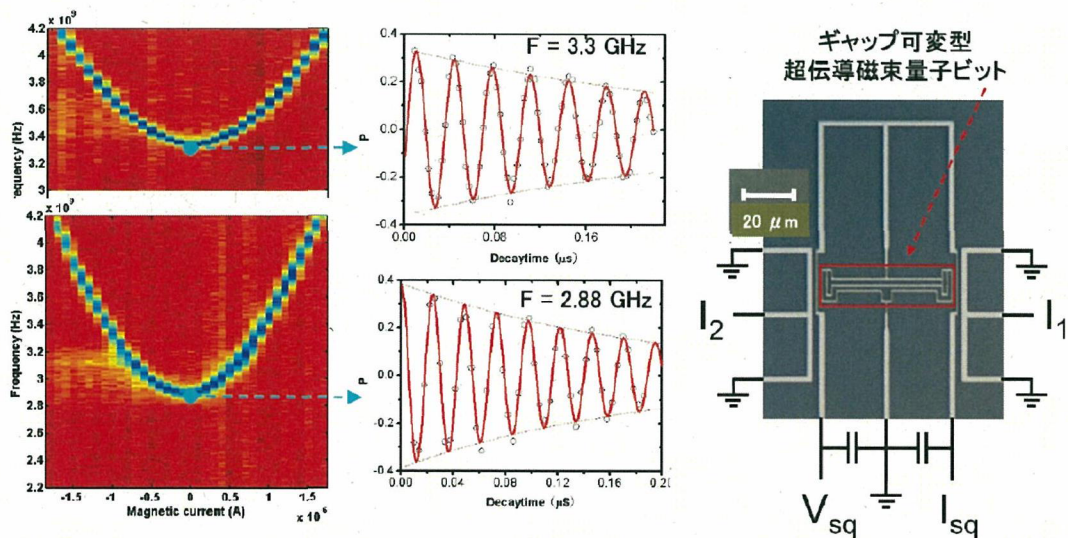 x 10⁹
4.2
4
3.8
3.6
3.4
3.2
3
equency (Hz)
x 10⁹
4.2
4
3.8
3.6
3.4
3.2
3
2.8
2.6
2.4
2.2
Frequency (Hz)
-1.5 -1 -0.5 0 0.5 1 1.5
Magnetic current (A)
x 10⁶
F = 3.3 GHz
0.4
0.2
0.0
-0.2
-0.4
P
0.00 0.08 0.16
Decaytime (μs)
F = 2.88 GHz
0.4
0.2
0.0
-0.2
-0.4
P
0.00 0.04 0.08 0.12 0.16 0.20
Decaytime (μS)
ギャップ可変型
超伝導磁束量子ビット
20 μm
I2
I1
Vsq
Isq